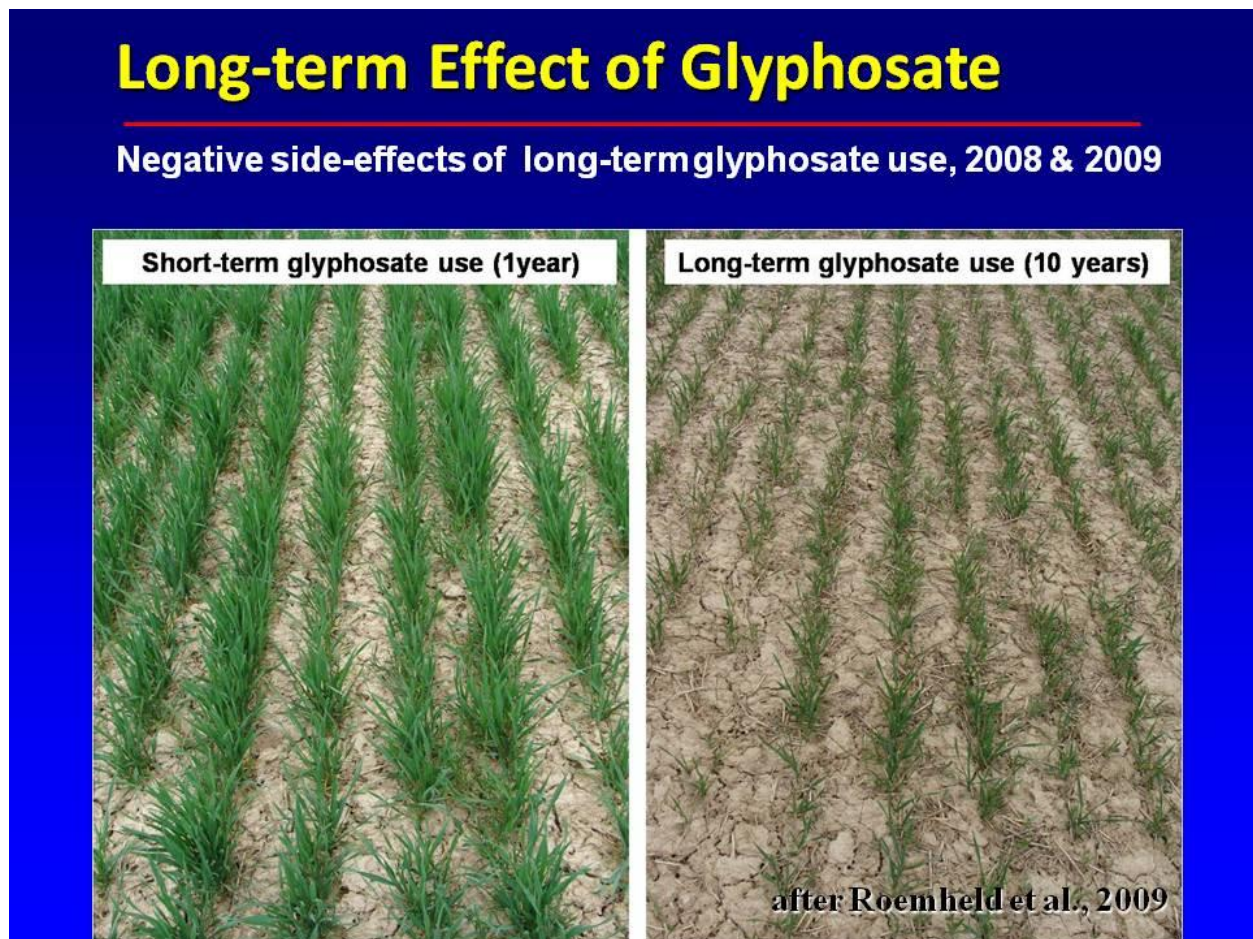 Long-term Effect of Glyphosate
Negative side-effects of long-term glyphosate use, 2008 & 2009
Short-term glyphosate use (1year)
Long-term glyphosate use (10 years)
after Roemheld et al., 2009